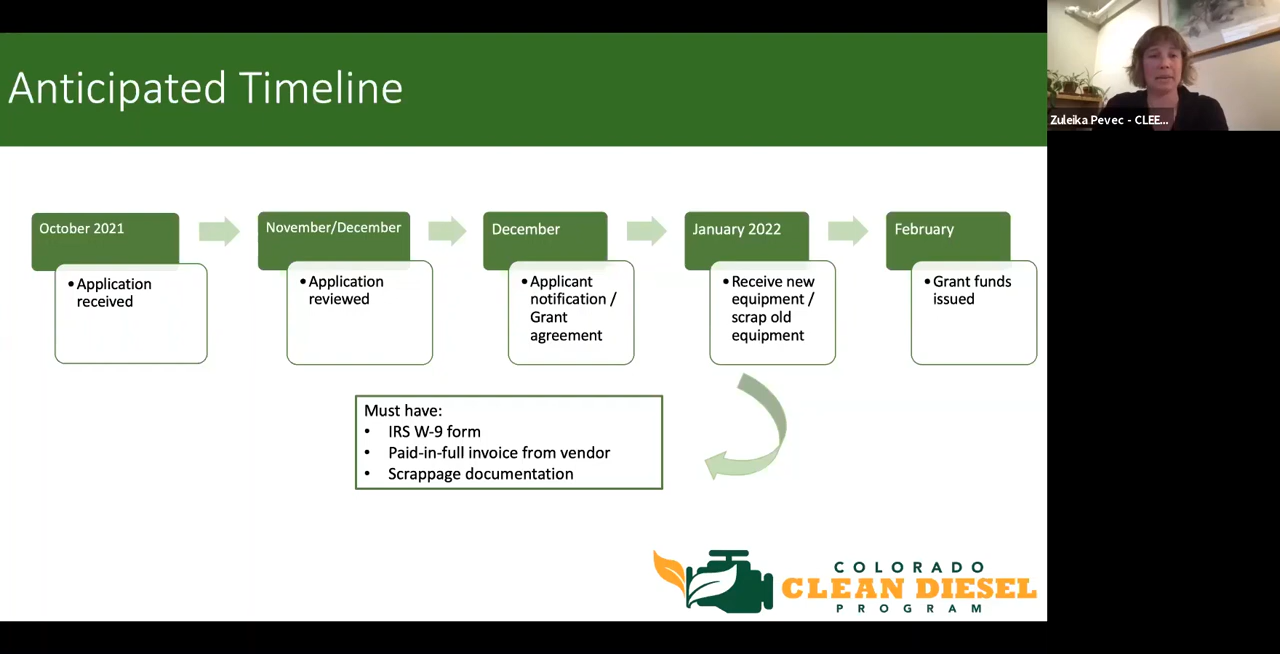 Anticipated Timeline
Zuleika Pevec - CLEE...
October 2021
• Application
received
November/December
• Application
reviewed
December
• Applicant
notification /
Grant
agreement
January 2022
• Receive new
equipment /
scrap old
equipment
February
• Grant funds
issued
Must have:
• IRS W-9 form
• Paid-in-full invoice from vendor
• Scrappage documentation
COLORADO
CLEAN DIESEL
PROGRAM